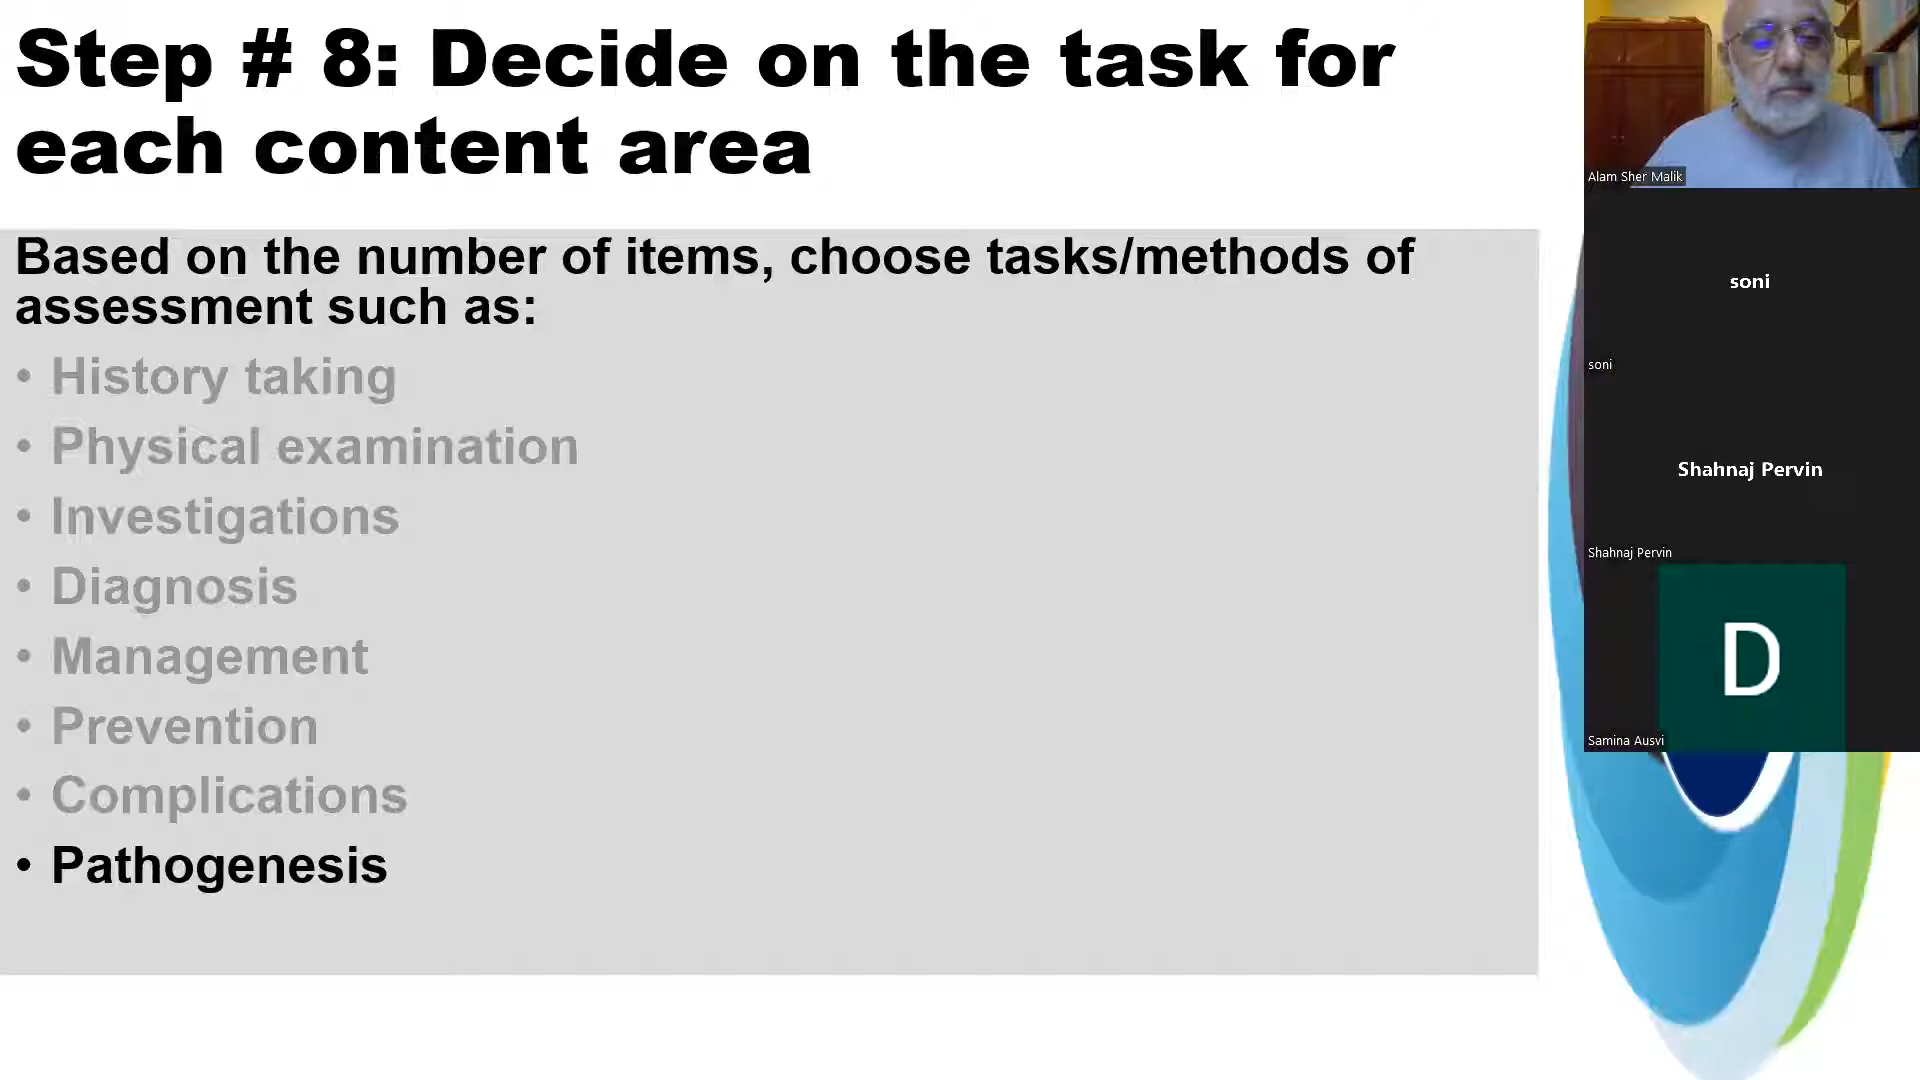 Step # 8: Decide on the task for
each content area
Based on the number of items, choose tasks/methods of
assessment such as:
• History taking
• Physical examination
• Investigations
• Diagnosis
• Management
• Prevention
• Complications
• Pathogenesis
Alam Sher Malik
soni
soni
Shahnaj Pervin
Shahnaj Pervin
D
Samina Ausvi